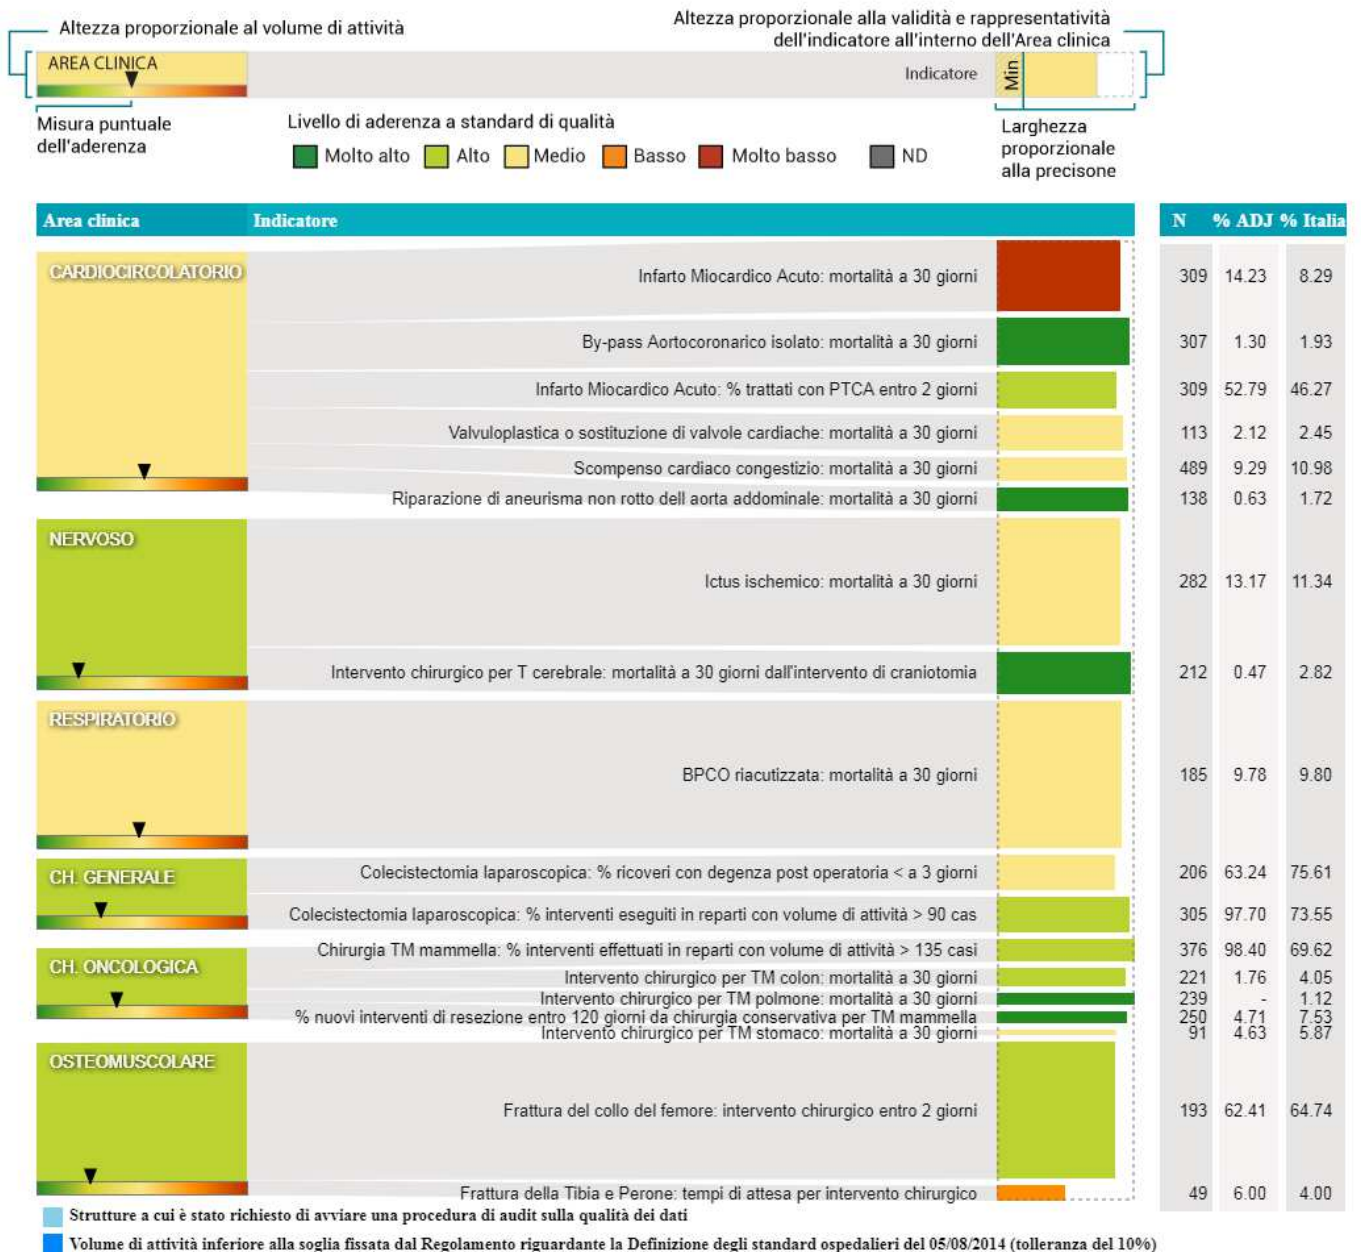 Altezza proporzionale al volume di attività
Altezza proporzionale alla validità e rappresentatività
dell'indicatore all'interno dell'Area clinica
AREA CLINICA
Indicatore
Min
Misura puntuale
dell'aderenza
Livello di aderenza a standard di qualità
Molto alto Alto Medio Basso Molto basso ND
Larghezza
proporzionale
alla precisone
Area clinica Indicatore N % ADJ % Italia
CARDIOCIRCOLATORIO
Infarto Miocardico Acuto: mortalità a 30 giorni 309 14.23 8.29
By-pass Aortocoronarico isolato: mortalità a 30 giorni 307 1.30 1.93
Infarto Miocardico Acuto: % trattati con PTCA entro 2 giorni 309 52.79 46.27
Valvuloplastica o sostituzione di valvole cardiache: mortalità a 30 giorni 113 2.12 2.45
Scompenso cardiaco congestizio: mortalità a 30 giorni 489 9.29 10.98
Riparazione di aneurisma non rotto dell aorta addominale: mortalità a 30 giorni 138 0.63 1.72
NERVOSO
Ictus ischemico: mortalità a 30 giorni 282 13.17 11.34
Intervento chirurgico per T cerebrale: mortalità a 30 giorni dall'intervento di craniotomia 212 0.47 2.82
RESPIRATORIO
BPCO riacutizzata: mortalità a 30 giorni 185 9.78 9.80
CH. GENERALE
Colecistectomia laparoscopica: % ricoveri con degenza post operatoria < a 3 giorni 206 63.24 75.61
Colecistectomia laparoscopica: % interventi eseguiti in reparti con volume di attività > 90 cas 305 97.70 73.55
CH. ONCOLOGICA
Chirurgia TM mammella: % interventi effettuati in reparti con volume di attività > 135 casi 376 98.40 69.62
Intervento chirurgico per TM colon: mortalità a 30 giorni 221 1.76 4.05
Intervento chirurgico per TM polmone: mortalità a 30 giorni 239 - 1.12
% nuovi interventi di resezione entro 120 giorni da chirurgia conservativa per TM mammella 250 4.71 7.53
Intervento chirurgico per TM stomaco: mortalità a 30 giorni 91 4.63 5.87
OSTEOMUSCOLARE
Frattura del collo del femore: intervento chirurgico entro 2 giorni 193 62.41 64.74
Frattura della Tibia e Perone: tempi di attesa per intervento chirurgico 49 6.00 4.00
Strutture a cui è stato richiesto di avviare una procedura di audit sulla qualità dei dati
Volume di attività inferiore alla soglia fissata dal Regolamento riguardante la Definizione degli standard ospedalieri del 05/08/2014 (tolleranza del 10%)